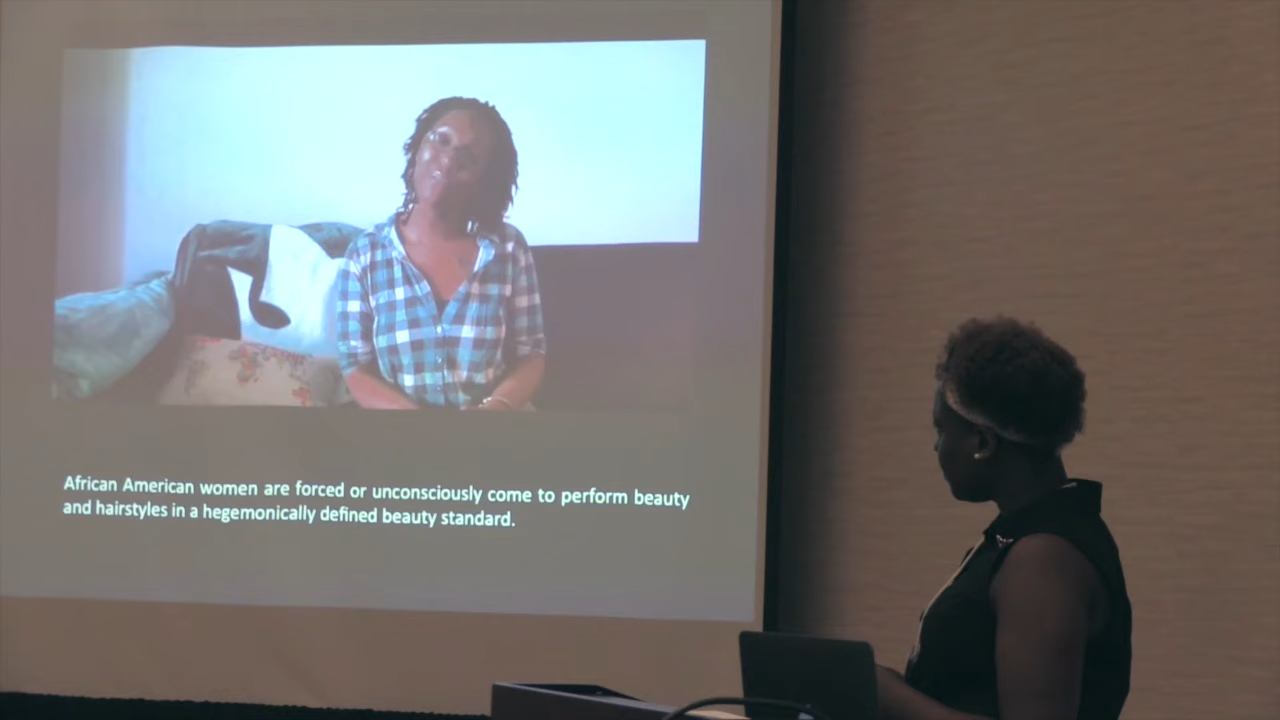 African American women are forced or unconsciously come to perform beauty
and hairstyles in a hegemonically defined beauty standard.